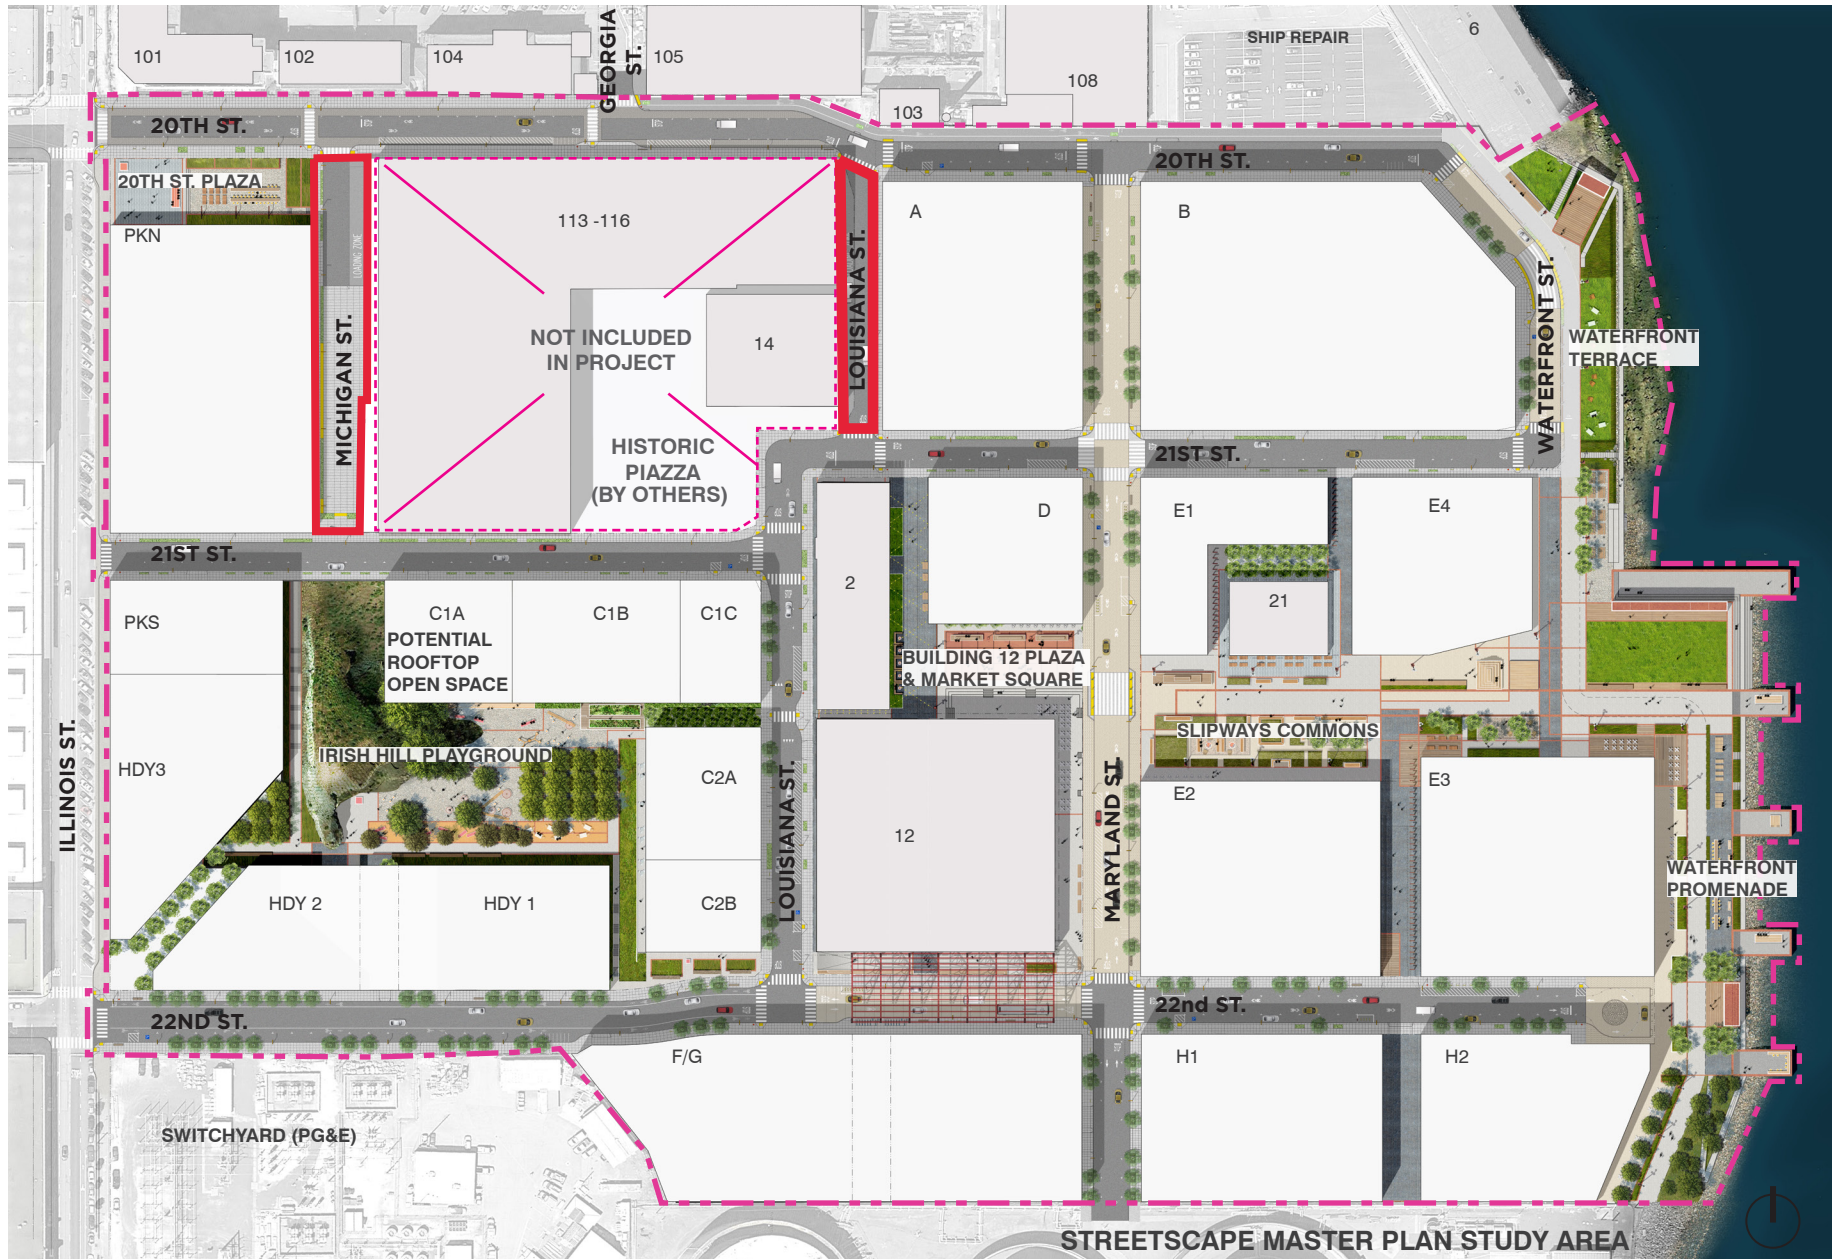 101
102
104
GEORGIA
ST.
105
108
103
SHIP REPAIR
6
20TH ST.
20TH ST.
20TH ST. PLAZA
PKN
LOADING ZONE
MICHIGAN ST.
113 -116
NOT INCLUDED
IN PROJECT
14
HISTORIC
PIAZZA
(BY OTHERS)
LOUISIANA ST.
A
B
WATERFRONT ST.
WATERFRONT
TERRACE
21ST ST.
21ST ST.
PKS
HDY3
ILLINOIS ST.
C1A
C1B
C1C
POTENTIAL
ROOFTOP
OPEN SPACE
IRISH HILL PLAYGROUND
C2A
C2B
HDY 2
HDY 1
LOUISIANA ST.
2
D
BUILDING 12 PLAZA
& MARKET SQUARE
12
MARYLAND ST.
E1
21
E4
SLIPWAYS COMMONS
E2
E3
WATERFRONT
PROMENADE
22ND ST.
22nd ST.
F/G
H1
H2
SWITCHYARD (PG&E)
STREETSCAPE MASTER PLAN STUDY AREA